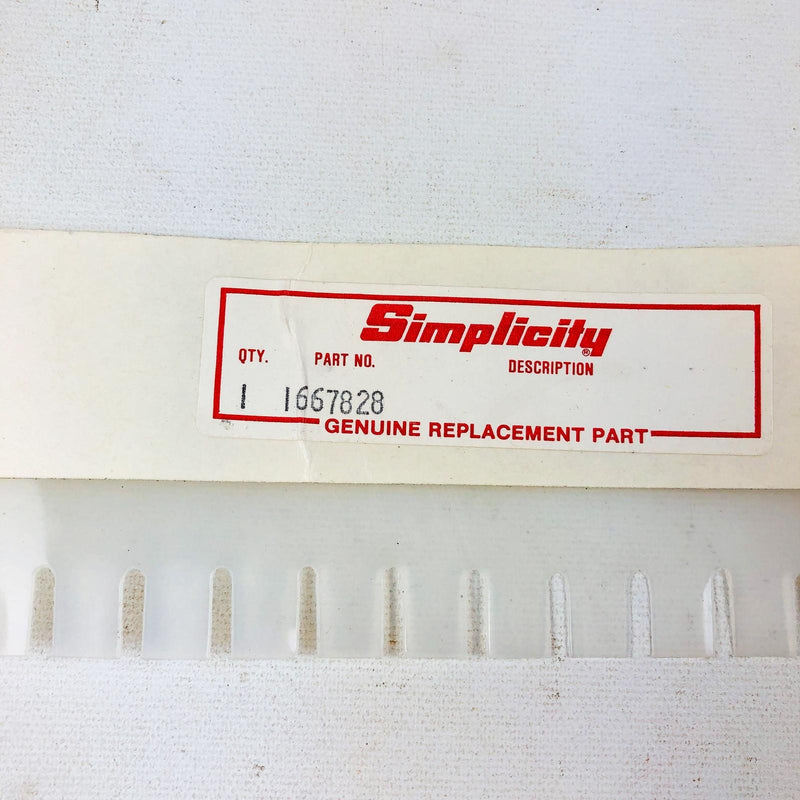 Simplicity®
QTY. PART NO. DESCRIPTION
1 1667828
GENUINE REPLACEMENT PART